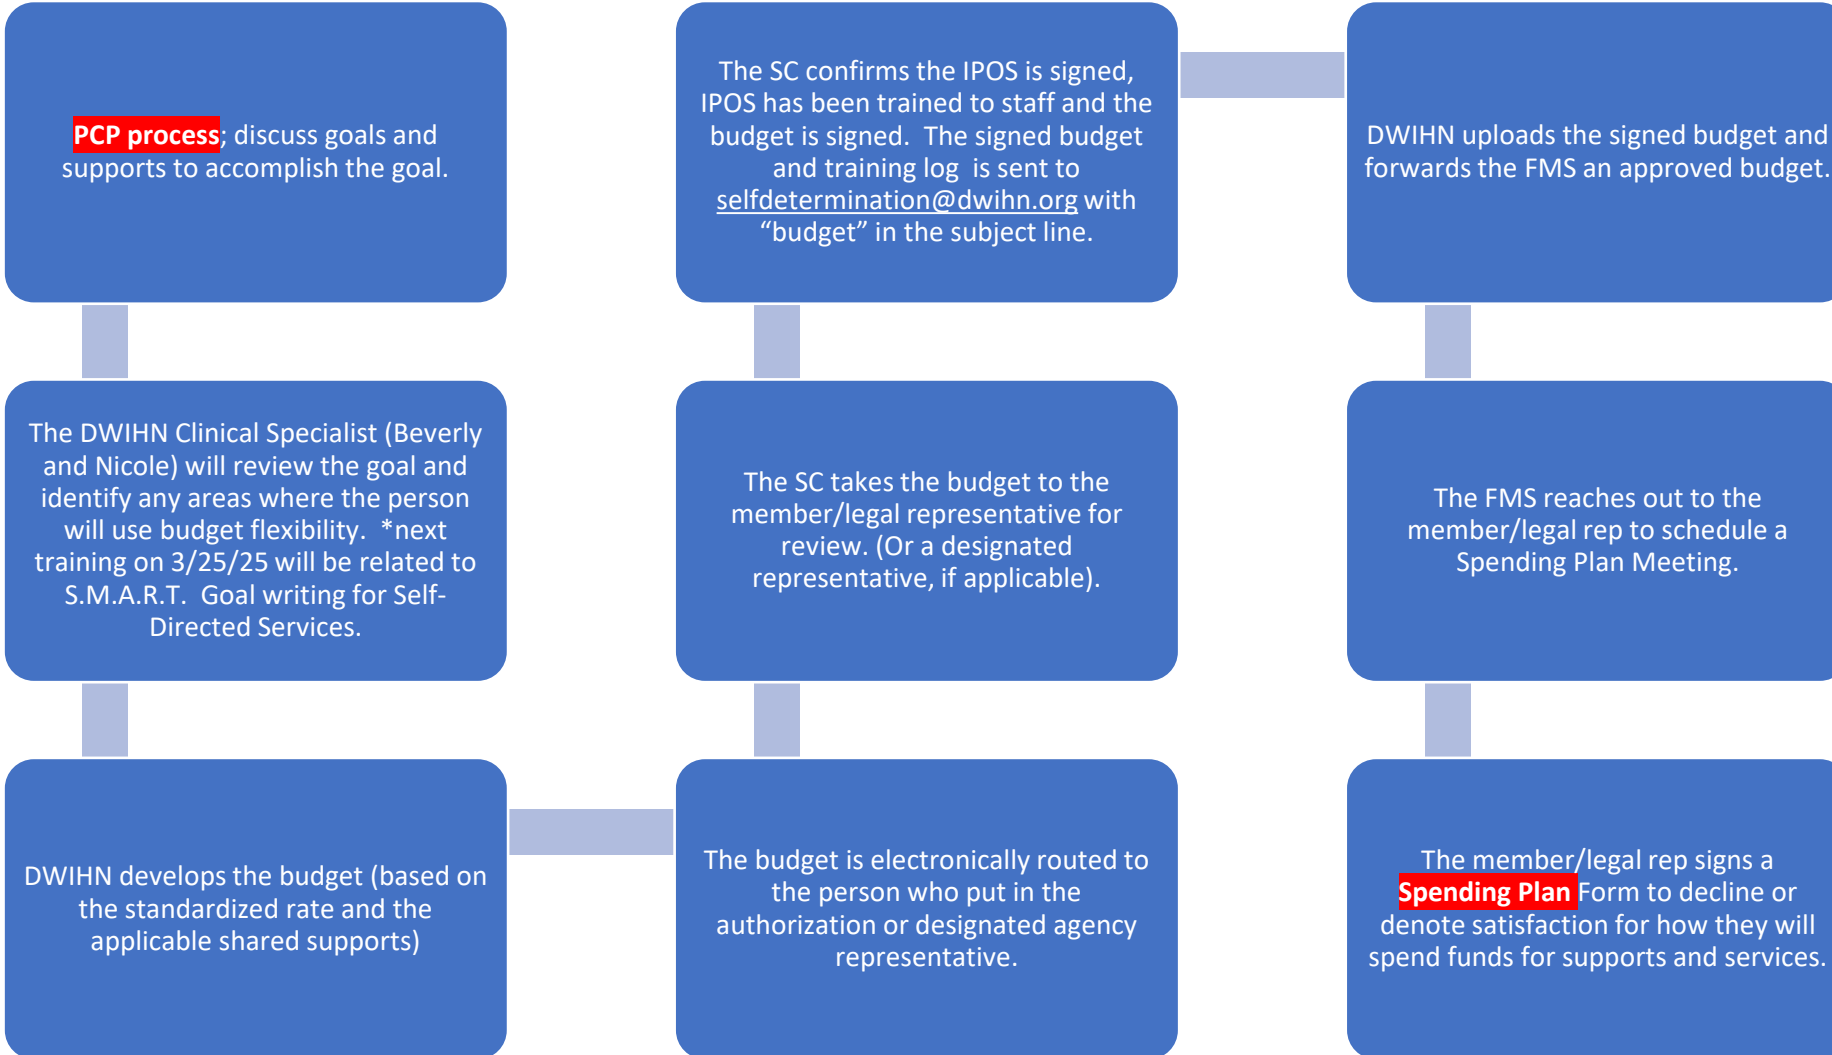 PCP process; discuss goals and
supports to accomplish the goal.
The DWIHN Clinical Specialist (Beverly
and Nicole) will review the goal and
identify any areas where the person
will use budget flexibility.  *next
training on 3/25/25 will be related to
S.M.A.R.T.  Goal writing for Self-
Directed Services.
DWIHN develops the budget (based on
the standardized rate and the
applicable shared supports)
The budget is electronically routed to
the person who put in the
authorization or designated agency
representative.
The SC takes the budget to the
member/legal representative for
review. (Or a designated
representative, if applicable).
The SC confirms the IPOS is signed,
IPOS has been trained to staff and the
budget is signed.  The signed budget
and training log  is sent to
selfdetermination@dwihn.org with
“budget” in the subject line.
DWIHN uploads the signed budget and
forwards the FMS an approved budget.
The FMS reaches out to the
member/legal rep to schedule a
Spending Plan Meeting.
The member/legal rep signs a
Spending Plan Form to decline or
denote satisfaction for how they will
spend funds for supports and services.